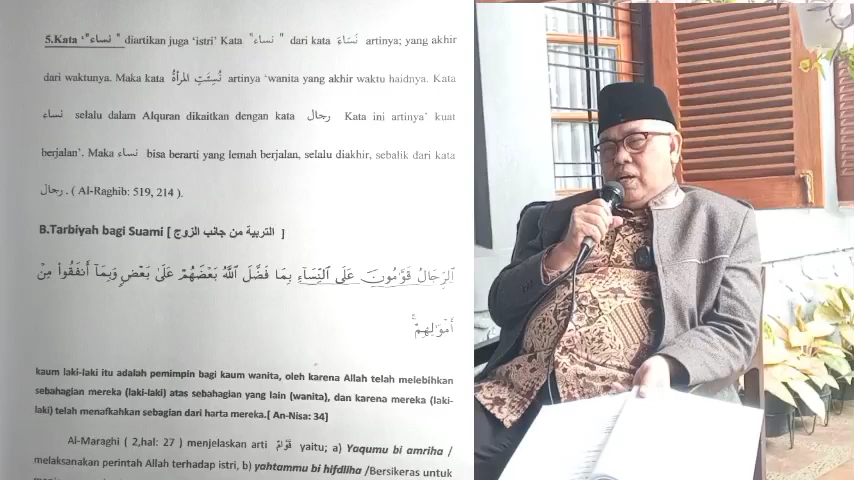 5.Kata "نساء" diartikan juga 'istri' Kata "نساء" dari kata نَسَاءَ artinya; yang akhir
dari waktunya. Maka kata نُسِئَتِ المَرْأَةُ artinya 'wanita yang akhir waktu haidnya. Kata
نساء selalu dalam Alquran dikaitkan dengan kata رجال Kata ini artinya' kuat
berjalan'. Maka نساء bisa berarti yang lemah berjalan, selalu diakhir, sebalik dari kata
رجال. ( Al-Raghib: 519, 214 ).
B.Tarbiyah bagi Suami [ التربية من جانب الزوج ]
ٱلرِّجَالُ قَوَّٰمُونَ عَلَى ٱلنِّسَآءِ بِمَا فَضَّلَ ٱللَّهُ بَعْضَهُمْ عَلَىٰ بَعْضٍ وَبِمَآ أَنفَقُوا۟ مِنْ
أَمْوَٰلِهِمْ ۚ
kaum laki-laki itu adalah pemimpin bagi kaum wanita, oleh karena Allah telah melebihkan
sebahagian mereka (laki-laki) atas sebahagian yang lain (wanita), dan karena mereka (laki-
laki) telah menafkahkan sebagian dari harta mereka.[ An-Nisa: 34]
Al-Maraghi ( 2,hal: 27 ) menjelaskan arti قَوَّامٌ yaitu; a) Yaqumu bi amriha /
melaksanakan perintah Allah terhadap istri, b) yahtammu bi hifdliha /Bersikeras untuk